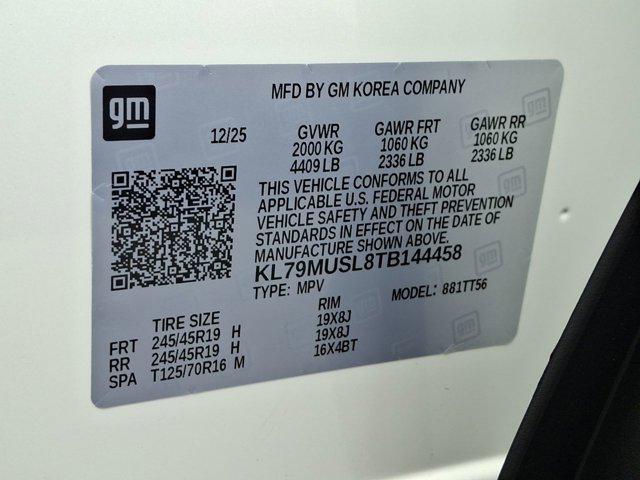 MFD BY GM KOREA COMPANY
gm
12/25 GVWR GAWR FRT GAWR RR
2000 KG 1060 KG 1060 KG
4409 LB 2336 LB 2336 LB
THIS VEHICLE CONFORMS TO ALL
APPLICABLE U.S. FEDERAL MOTOR
VEHICLE SAFETY AND THEFT PREVENTION
STANDARDS IN EFFECT ON THE DATE OF
MANUFACTURE SHOWN ABOVE.
KL79MUSL8TB144458
TYPE: MPV MODEL: 881TT56
TIRE SIZE RIM
FRT 245/45R19 H 19X8J
RR 245/45R19 H 19X8J
SPA T125/70R16 M 16X4BT